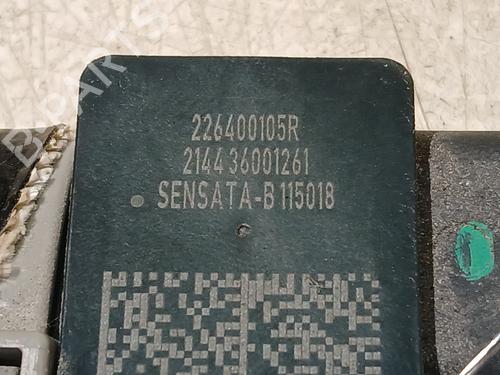 226400105R
2144 36001261
SENSATA-B 115018
B-PARTS